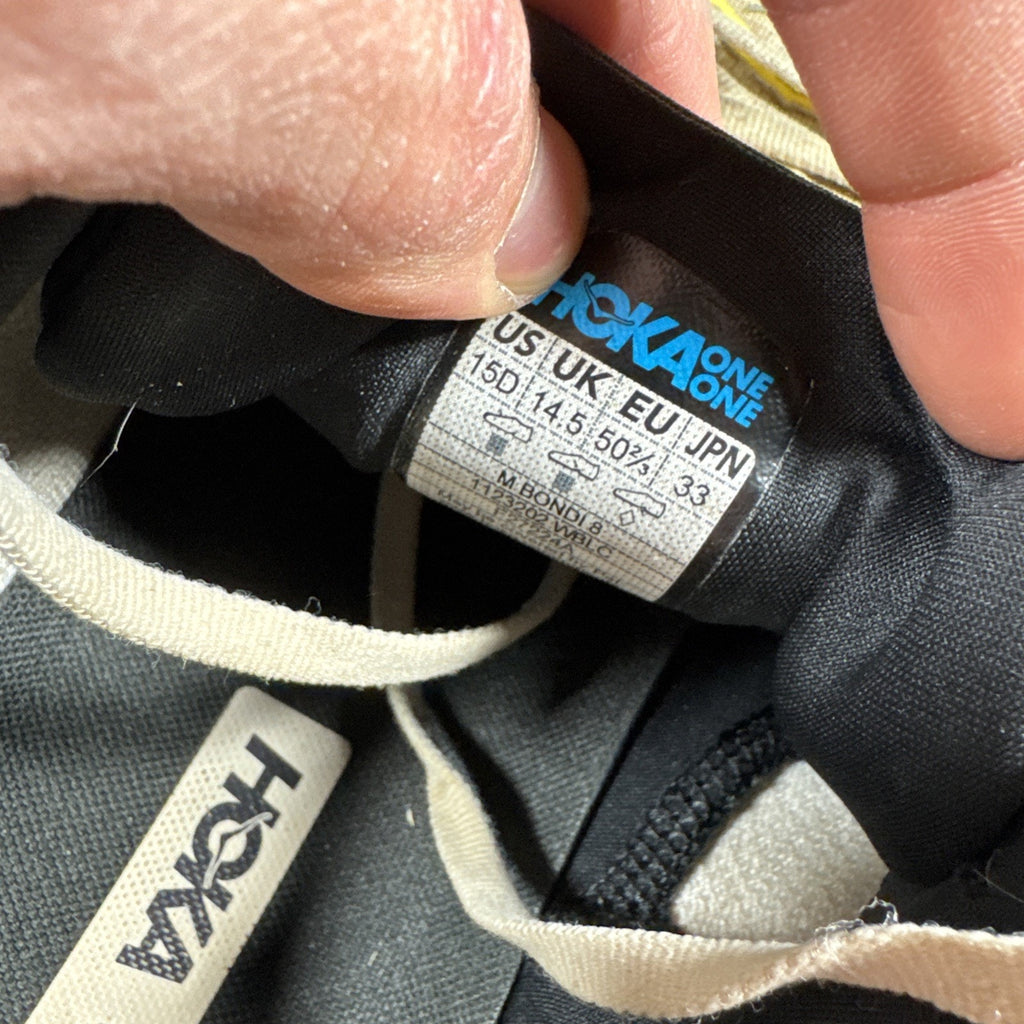 HOKA ONE ONE
US UK EU JPN
15D 14.5 50⅔ 33
M BONDI 8
1123202 WBLC
HOKA